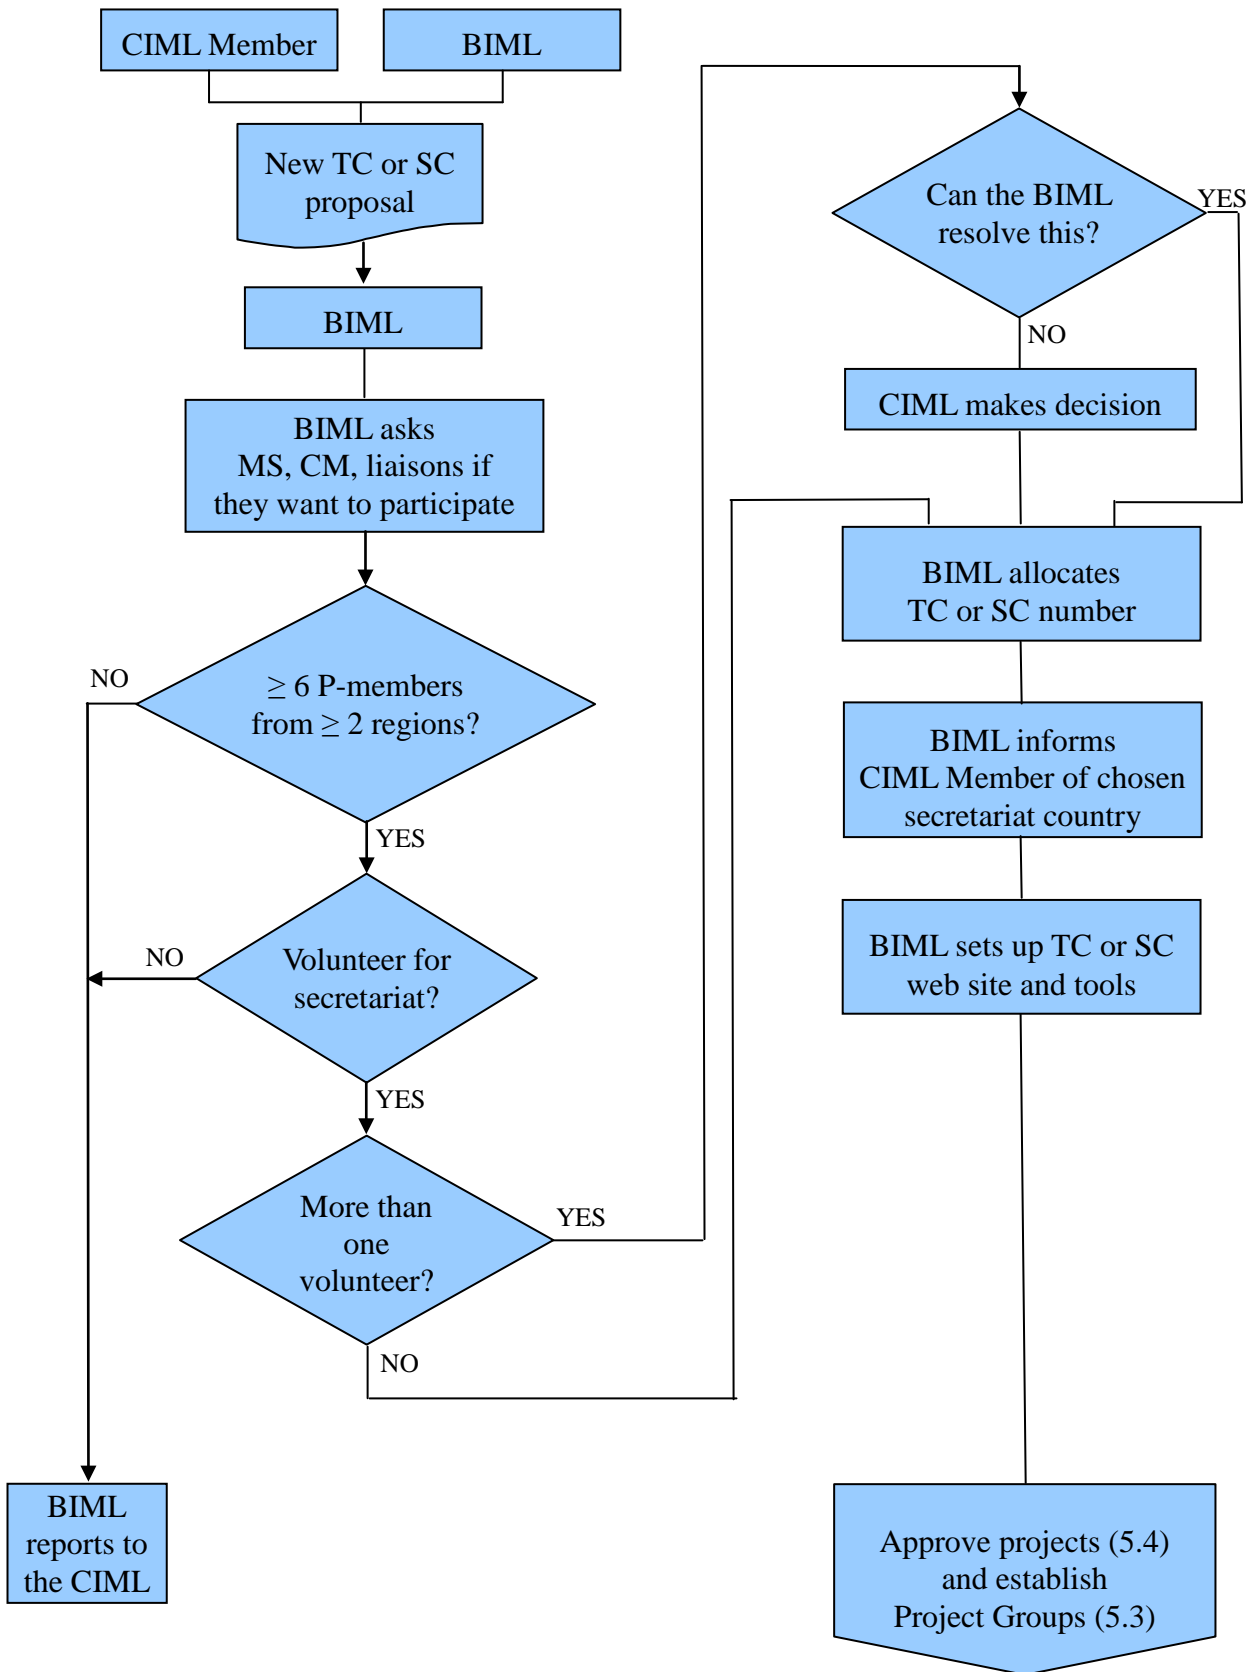 CIML Member
BIML
New TC or SC
proposal
BIML
BIML asks
MS, CM, liaisons if
they want to participate
NO
≥ 6 P-members
from ≥ 2 regions?
YES
NO
Volunteer for
secretariat?
YES
More than
one
volunteer?
YES
NO
BIML
reports to
the CIML
Can the BIML
resolve this?
YES
NO
CIML makes decision
BIML allocates
TC or SC number
BIML informs
CIML Member of chosen
secretariat country
BIML sets up TC or SC
web site and tools
Approve projects (5.4)
and establish
Project Groups (5.3)